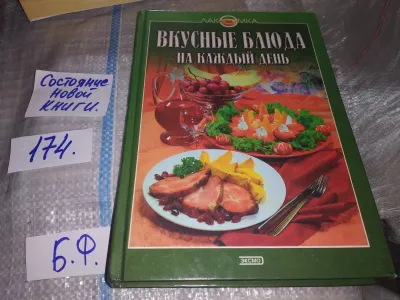 ЛАКОМКА
ВКУСНЫЕ БЛЮДА
НА КАЖДЫЙ ДЕНЬ
Состояние
новой
книги.
174.
Б.Ф.
ЭКСМО